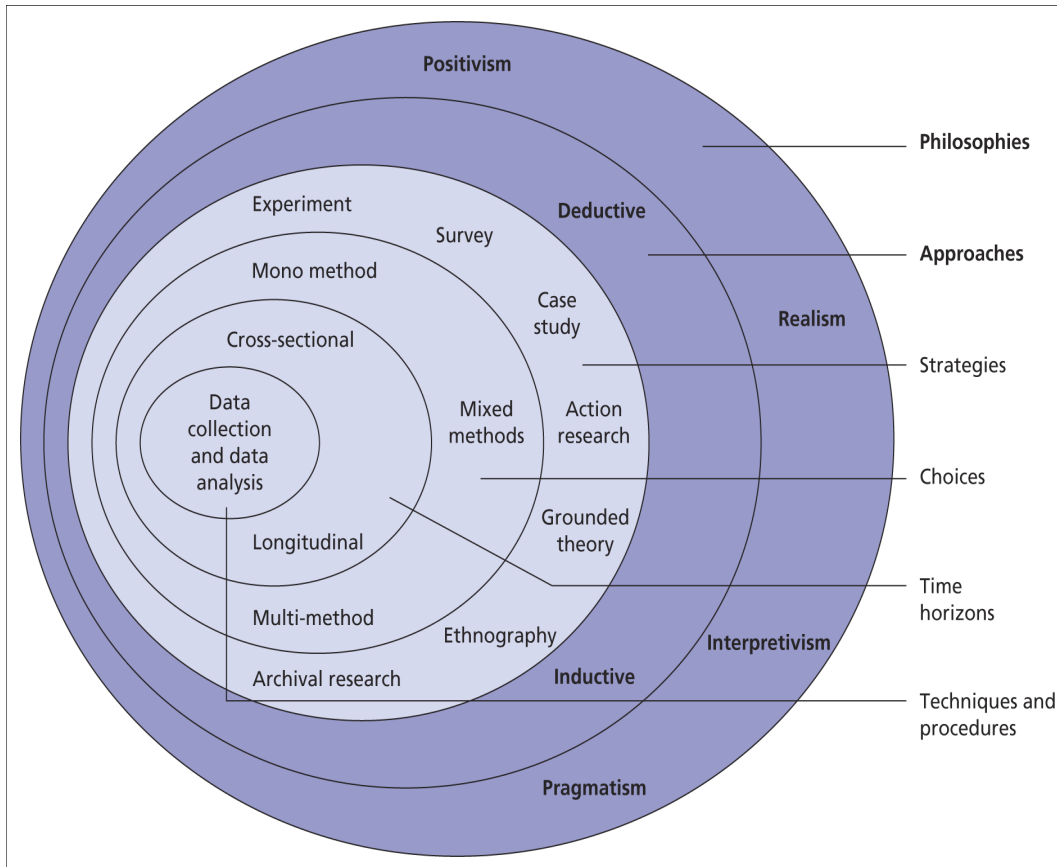 Positivism
Philosophies
Experiment
Deductive
Survey
Approaches
Mono method
Case
study
Realism
Cross-sectional
Strategies
Data
collection
and data
analysis
Mixed
methods
Action
research
Choices
Grounded
theory
Longitudinal
Time
horizons
Multi-method
Ethnography
Interpretivism
Archival research
Inductive
Techniques and
procedures
Pragmatism